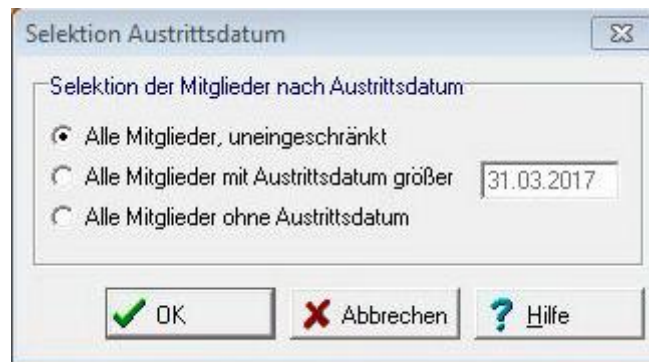 Selektion Austrittsdatum
Selektion der Mitglieder nach Austrittsdatum
Alle Mitglieder, uneingeschränkt
Alle Mitglieder mit Austrittsdatum größer 31.03.2017
Alle Mitglieder ohne Austrittsdatum
OK Abbrechen ? Hilfe